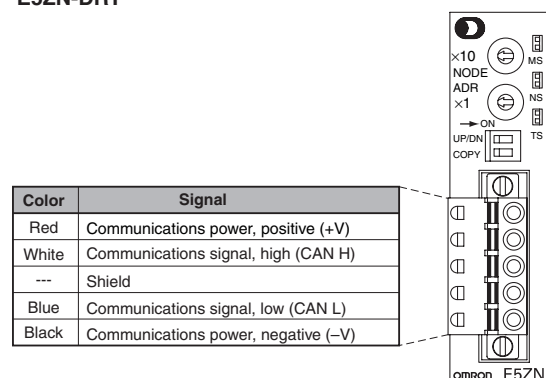 E5ZN-DRT
×10
MS
NODE
ADR
NS
×1
ON
TS
UP/DN
COPY
Color Signal
Red Communications power, positive (+V)
White Communications signal, high (CAN H)
--- Shield
Blue Communications signal, low (CAN L)
Black Communications power, negative (–V)
OMRON E5ZN